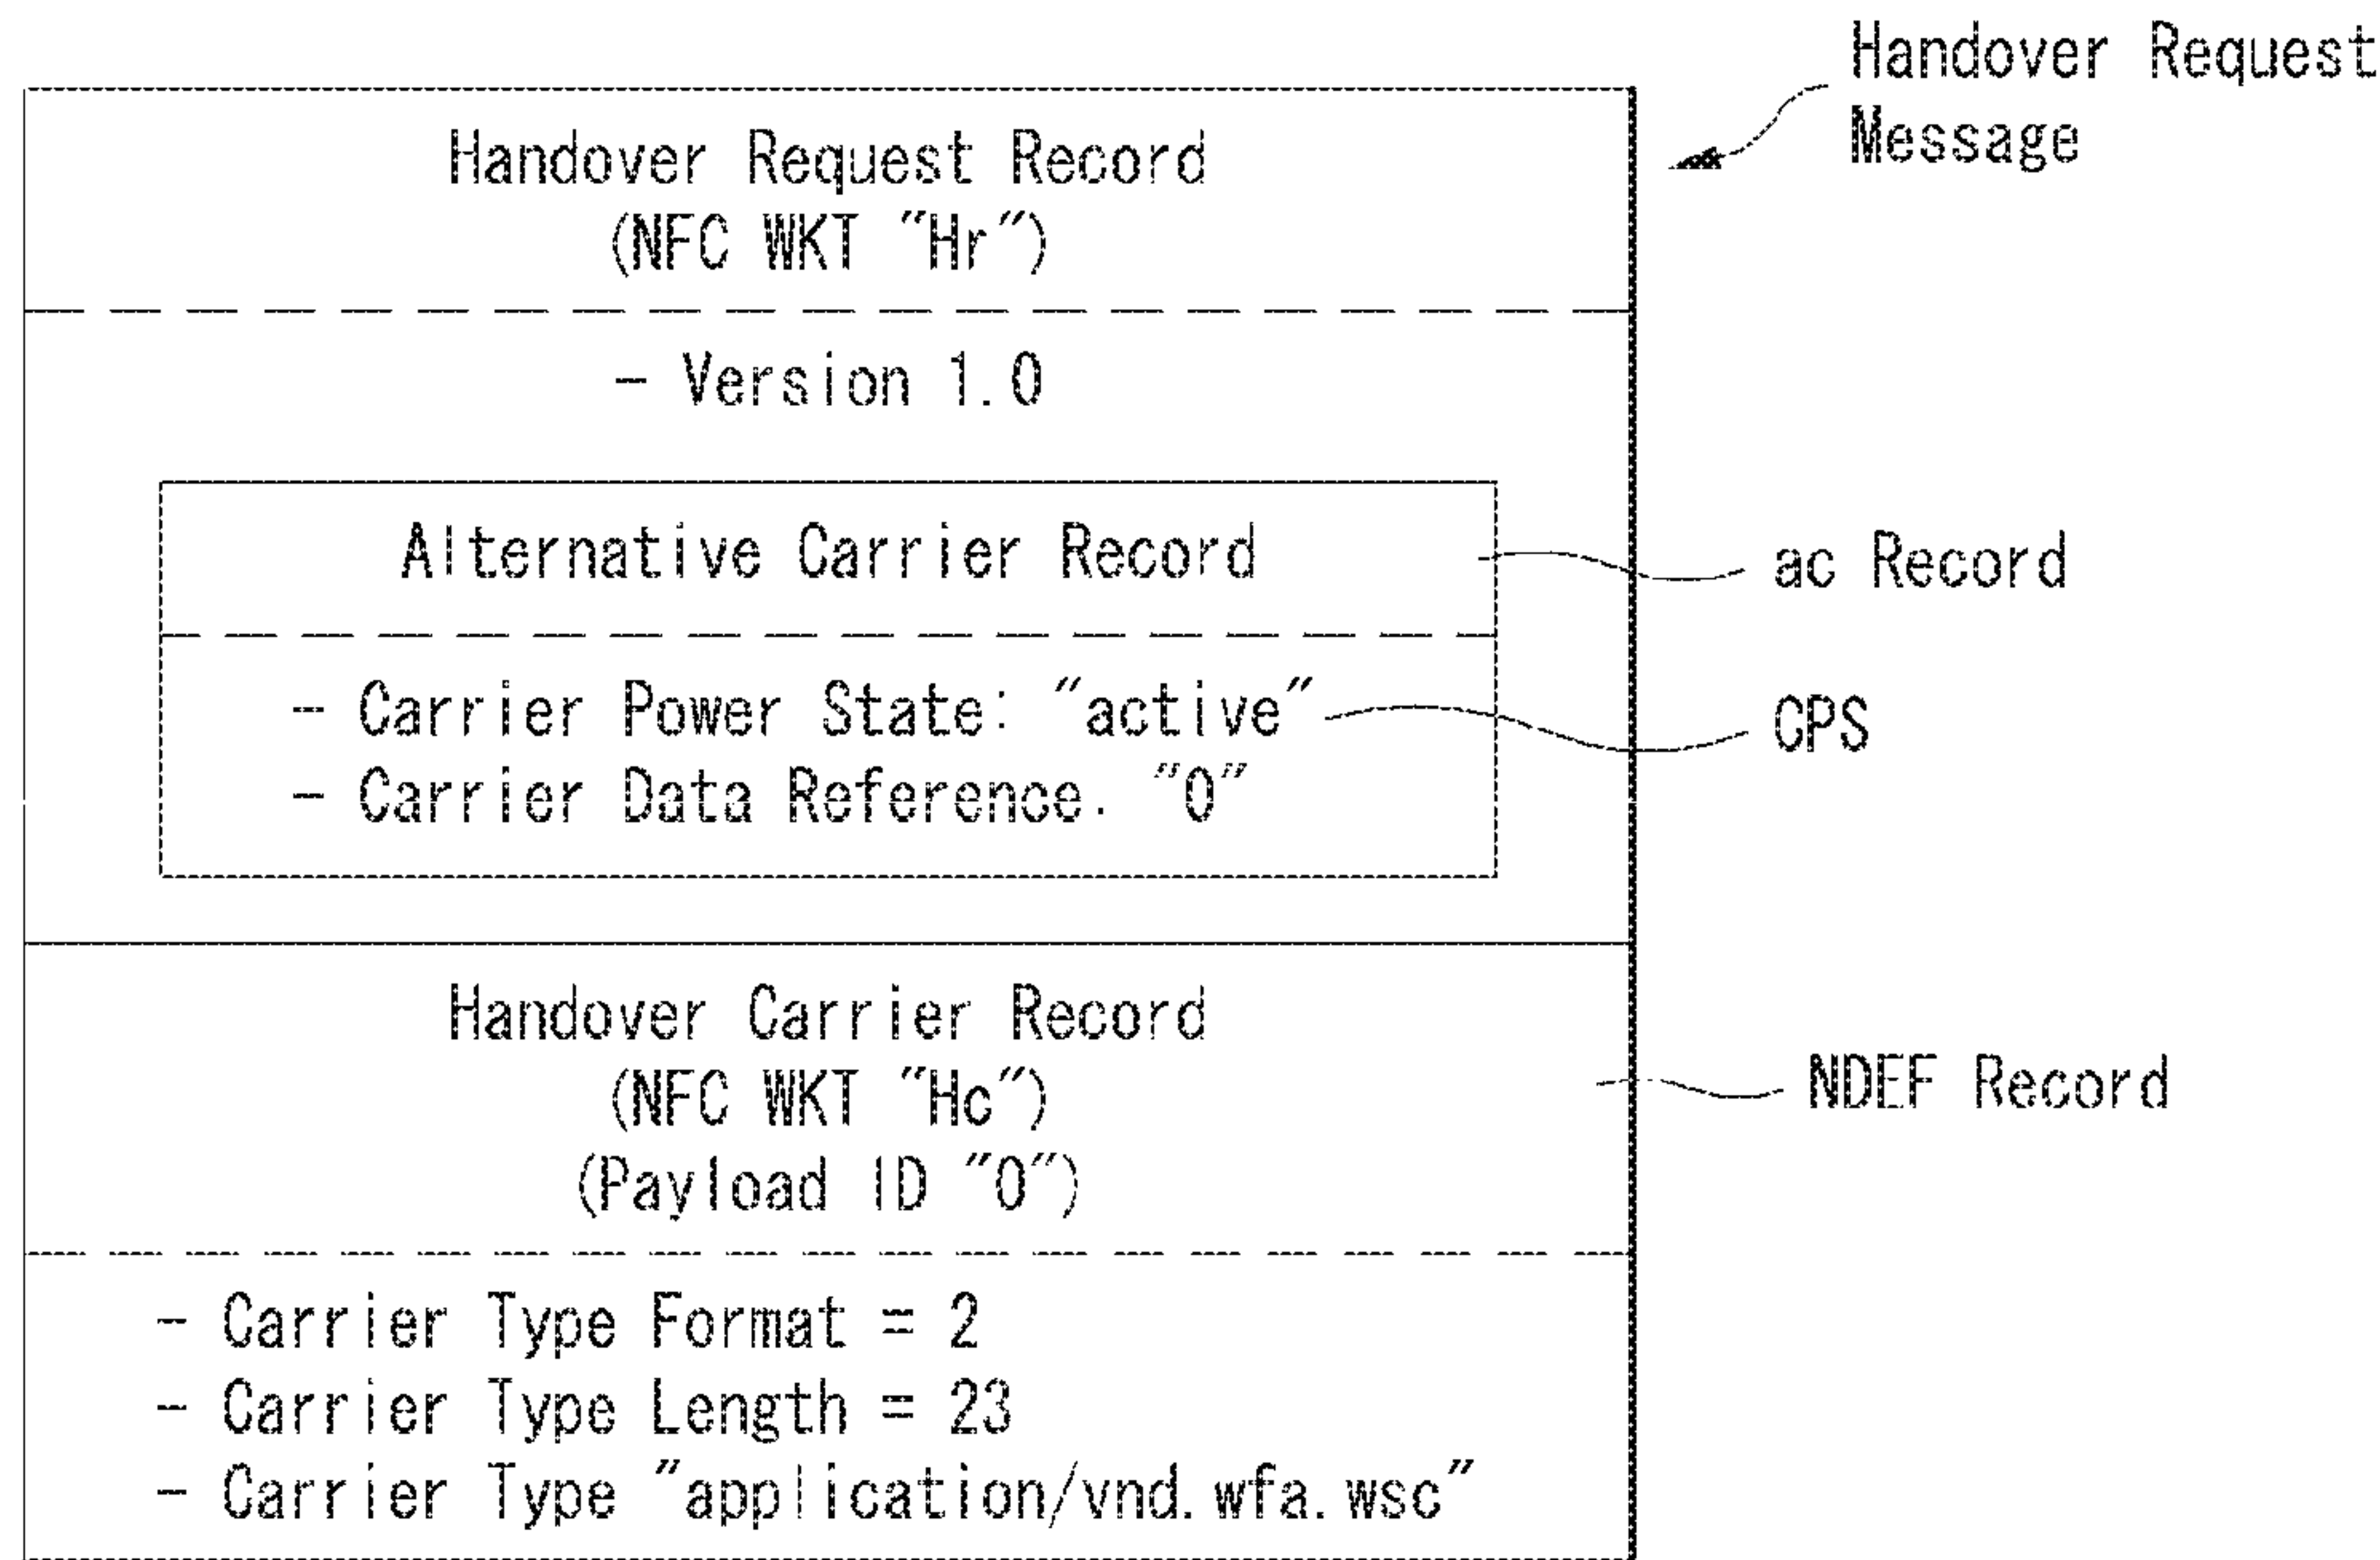 Handover Request
Message
Handover Request Record
(NFC WKT "Hr")
- Version 1.0
Alternative Carrier Record
ac Record
- Carrier Power State: "active"
CPS
- Carrier Data Reference: "0"
Handover Carrier Record
(NFC WKT "Hc")
(Payload ID "0")
NDEF Record
- Carrier Type Format = 2
- Carrier Type Length = 23
- Carrier Type "application/vnd.wfa.wsc"